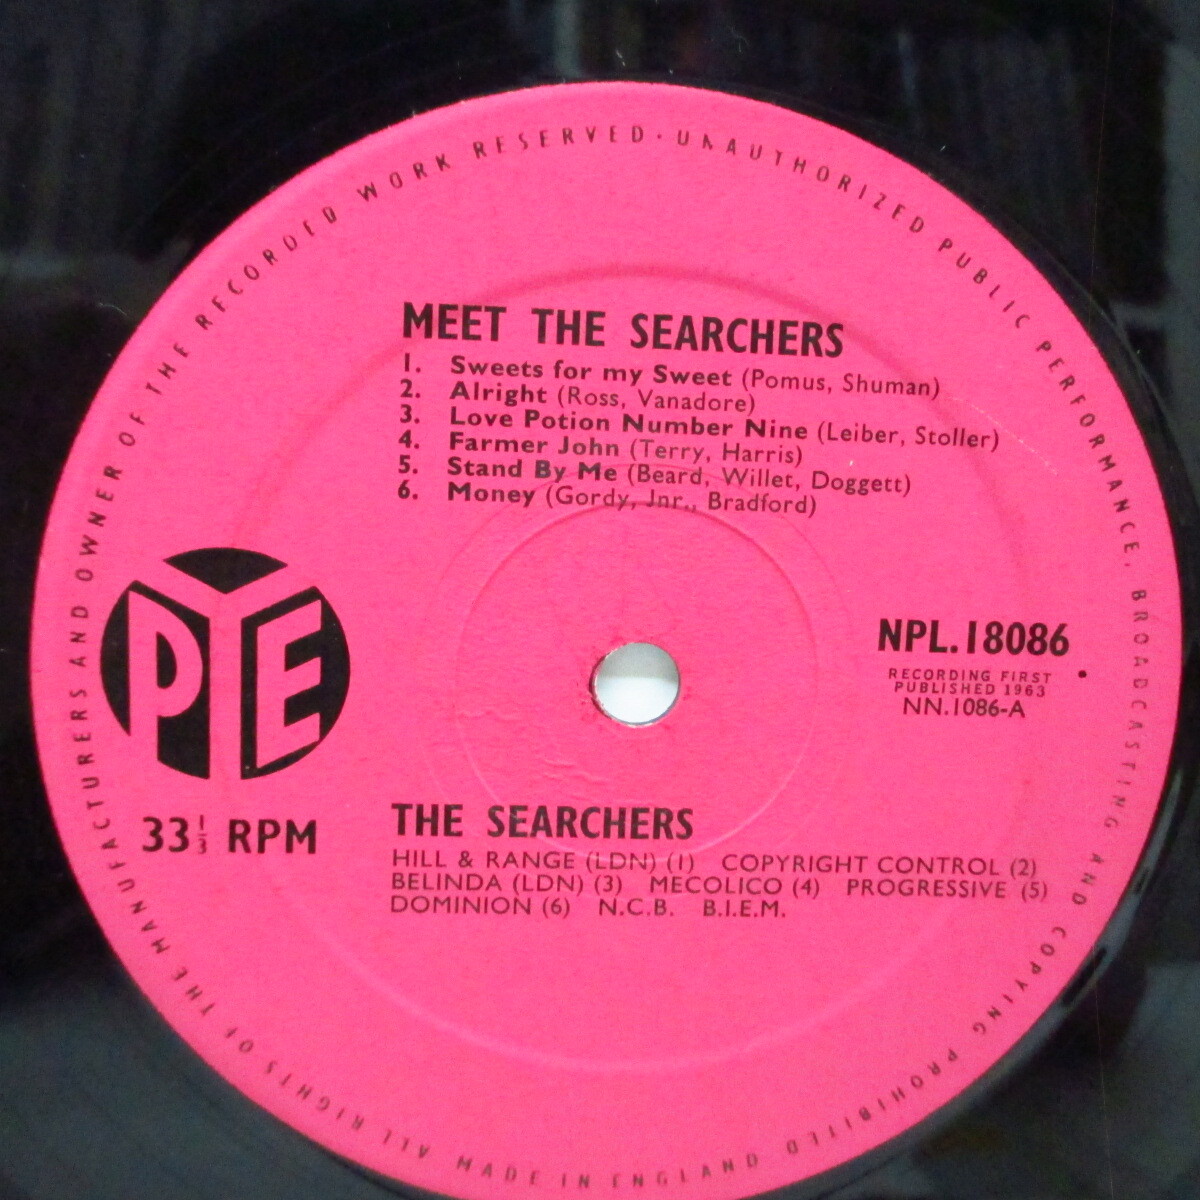 ALL RIGHTS OF THE MANUFACTURERS AND OWNER OF THE RECORDED WORK RESERVED · UNAUTHORIZED PUBLIC PERFORMANCE, BROADCASTING AND COPYING PROHIBITED
MEET THE SEARCHERS
1. Sweets for my Sweet (Pomus, Shuman)
2. Alright (Ross, Vanadore)
3. Love Potion Number Nine (Leiber, Stoller)
4. Farmer John (Terry, Harris)
5. Stand By Me (Beard, Willet, Doggett)
6. Money (Gordy, Jnr., Bradford)
PYE
NPL.18086
RECORDING FIRST
PUBLISHED 1963
NN.1086-A
33⅓ RPM
THE SEARCHERS
HILL & RANGE (LDN) (1) COPYRIGHT CONTROL (2)
BELINDA (LDN) (3) MECOLICO (4) PROGRESSIVE (5)
DOMINION (6) N.C.B. B.I.E.M.
MADE IN ENGLAND